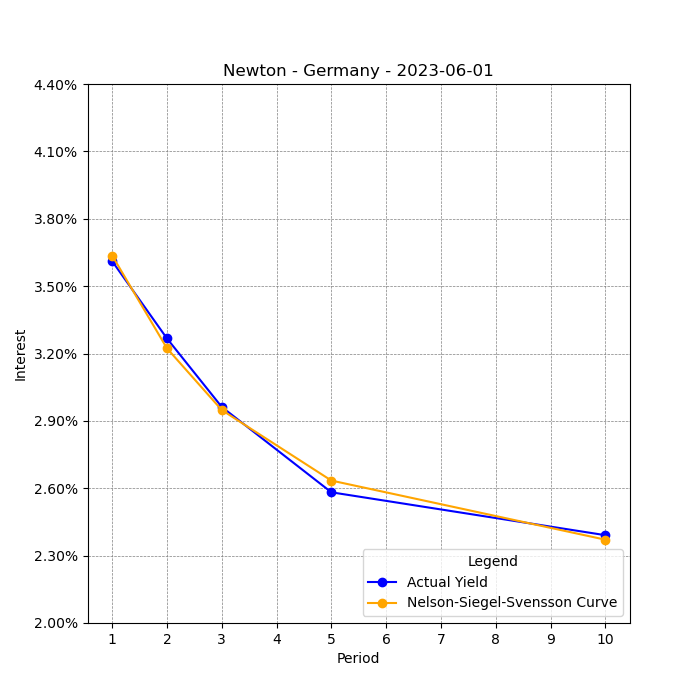 Newton - Germany - 2023-06-01
4.40%
4.10%
3.80%
3.50%
3.20%
2.90%
2.60%
2.30%
2.00%
Interest
1 2 3 4 5 6 7 8 9 10
Period
Legend
Actual Yield
Nelson-Siegel-Svensson Curve